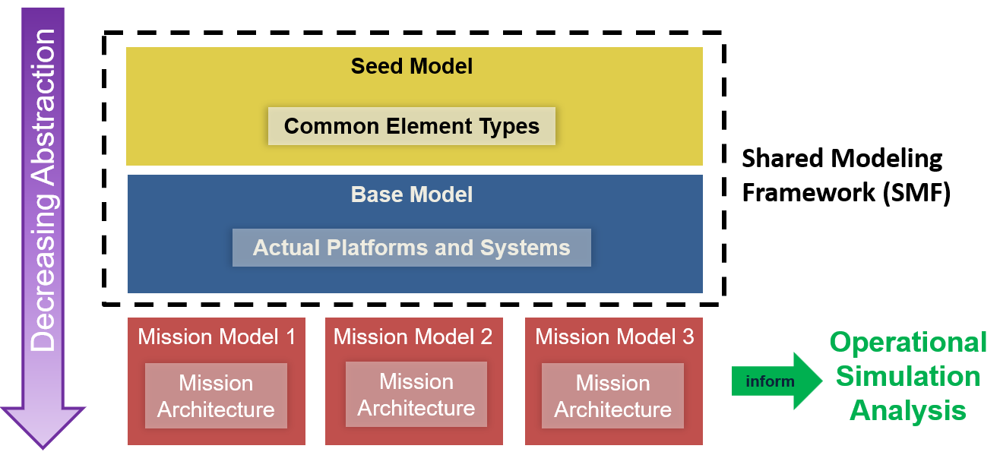 Decreasing Abstraction
Seed Model
Common Element Types
Base Model
Actual Platforms and Systems
Shared Modeling
Framework (SMF)
Mission Model 1
Mission
Architecture
Mission Model 2
Mission
Architecture
Mission Model 3
Mission
Architecture
inform
Operational
Simulation
Analysis